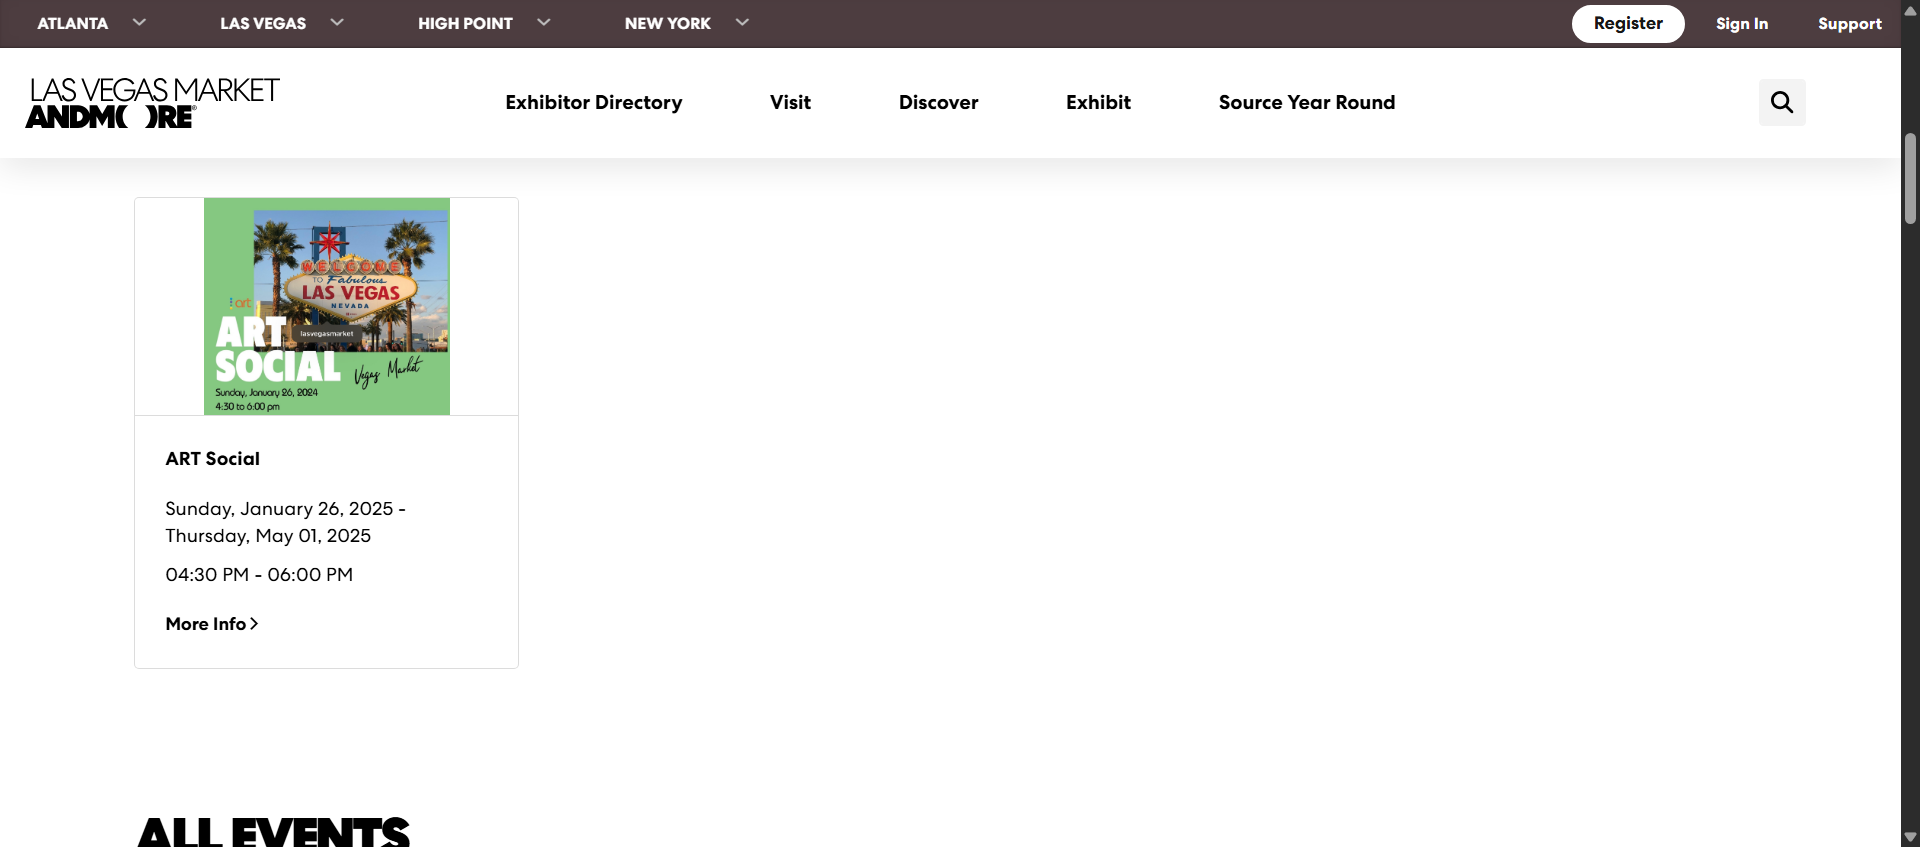 ATLANTA
LAS VEGAS
HIGH POINT
NEW YORK
Register
Sign In
Support
LAS VEGAS MARKET
ANDMORE®
Exhibitor Directory
Visit
Discover
Exhibit
Source Year Round
WELCOME
TO Fabulous
LAS VEGAS
NEVADA
art
lasvegasmarket
ART
SOCIAL
Vegas Market
Sunday, January 26, 2024
4:30 to 6:00 pm
ART Social
Sunday, January 26, 2025 -
Thursday, May 01, 2025
04:30 PM - 06:00 PM
More Info
ALL EVENTS